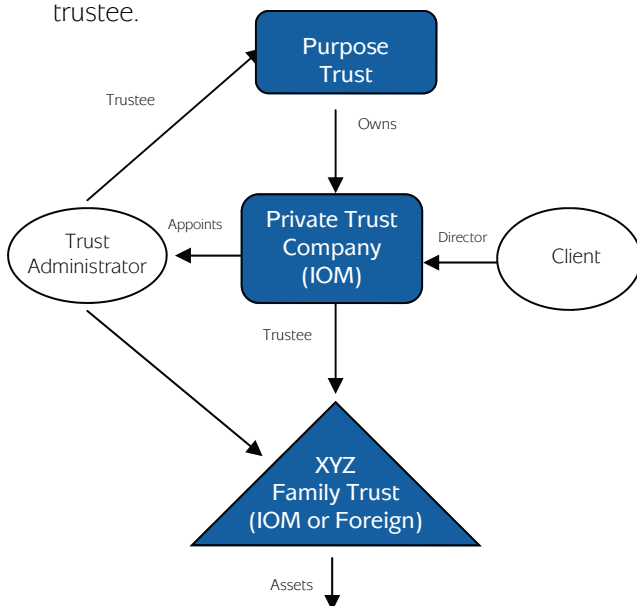 trustee.
Purpose
Trust
Trustee
Owns
Appoints
Private Trust
Company
(IOM)
Director
Trust
Administrator
Client
Trustee
XYZ
Family Trust
(IOM or Foreign)
Assets